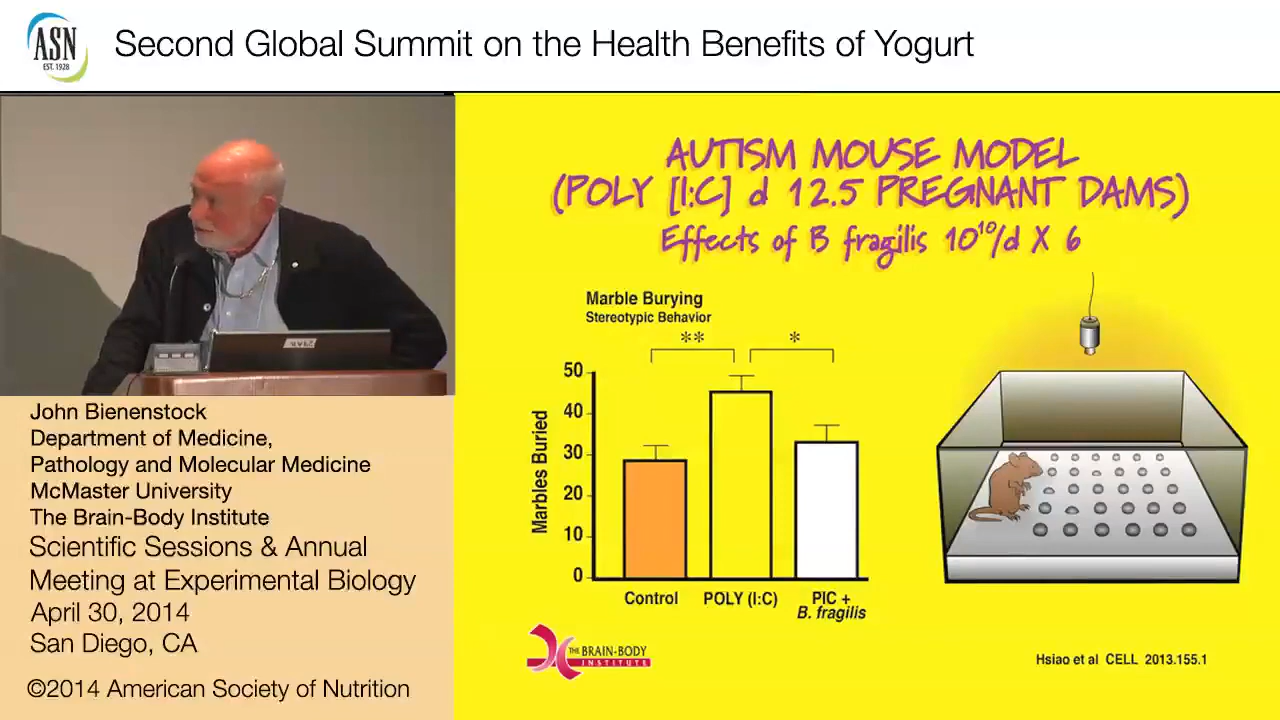 ASN
EST. 1928
Second Global Summit on the Health Benefits of Yogurt
John Bienenstock
Department of Medicine,
Pathology and Molecular Medicine
McMaster University
The Brain-Body Institute
Scientific Sessions & Annual
Meeting at Experimental Biology
April 30, 2014
San Diego, CA
©2014 American Society of Nutrition
AUTISM MOUSE MODEL
(POLY [I:C] d 12.5 PREGNANT DAMS)
Effects of B fragilis 10¹⁰/d X 6
Marble Burying
Stereotypic Behavior
** *
Marbles Buried
50
40
30
20
10
0
Control POLY (I:C) PIC +
B. fragilis
THE BRAIN-BODY
INSTITUTE
Hsiao et al CELL 2013.155.1